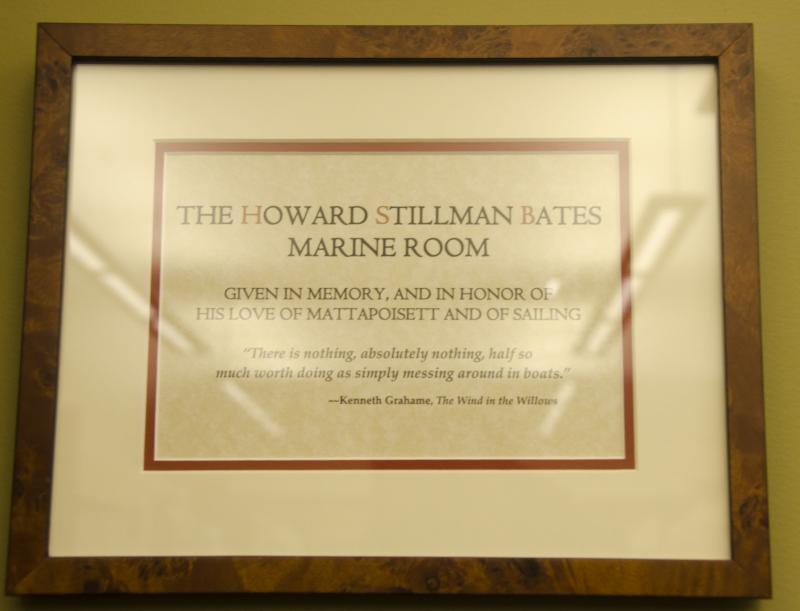 THE HOWARD STILLMAN BATES
MARINE ROOM
GIVEN IN MEMORY, AND IN HONOR OF
HIS LOVE OF MATTAPOISETT AND OF SAILING
“There is nothing, absolutely nothing, half so
much worth doing as simply messing around in boats.”
—Kenneth Grahame, The Wind in the Willows